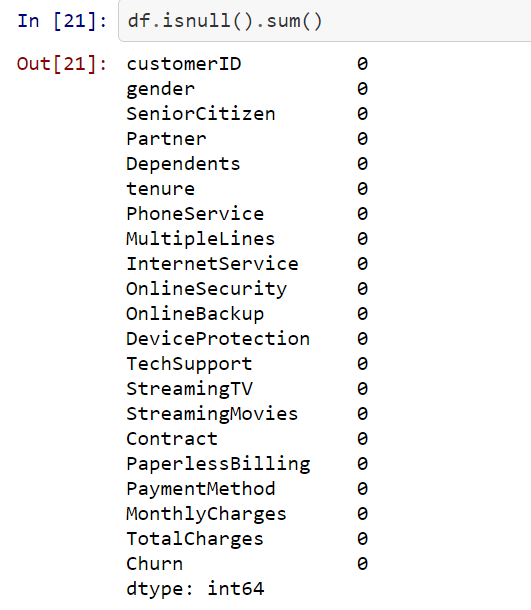 In [21]: df.isnull().sum()
Out[21]: customerID 0
gender 0
SeniorCitizen 0
Partner 0
Dependents 0
tenure 0
PhoneService 0
MultipleLines 0
InternetService 0
OnlineSecurity 0
OnlineBackup 0
DeviceProtection 0
TechSupport 0
StreamingTV 0
StreamingMovies 0
Contract 0
PaperlessBilling 0
PaymentMethod 0
MonthlyCharges 0
TotalCharges 0
Churn 0
dtype: int64